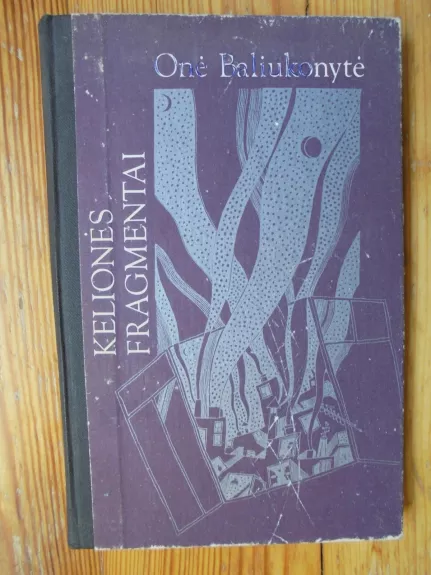 Onė Baliukonytė
KELIONĖS
FRAGMENTAI